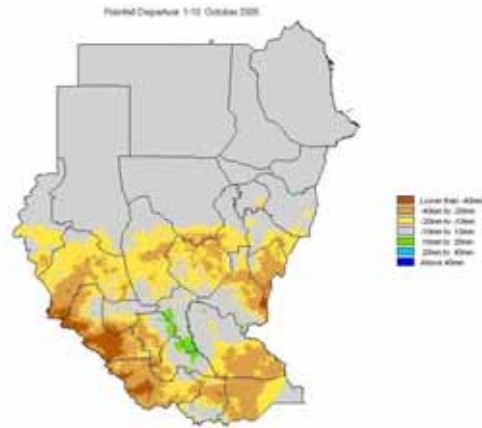 Rainfall Departure 1-10 October 2005
Lower than -40mm
-40mm to -20mm
-20mm to -10mm
-10mm to 10mm
10mm to 20mm
20mm to 40mm
Above 40mm